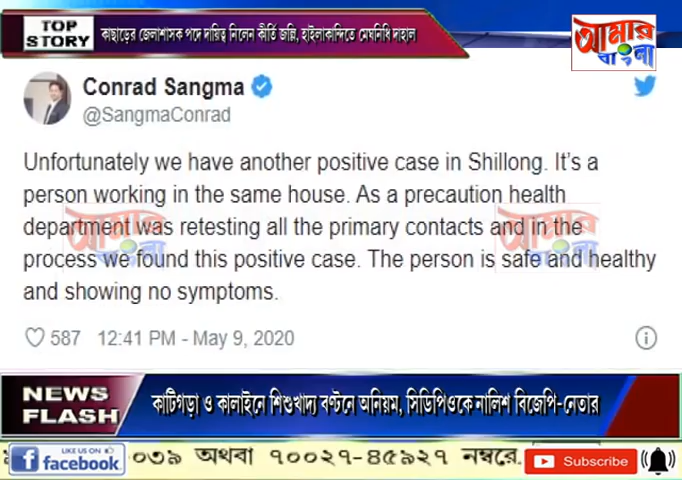 TOP
STORY
কাছাড়ের জেলাশাসক পদে দায়িত্ব নিলেন কীর্তি জল্লি, হাইলাকান্দিতে মেঘনিধি দাহাল
আমার
বাংলা
Conrad Sangma
@SangmaConrad
Unfortunately we have another positive case in Shillong. It's a
person working in the same house. As a precaution health
department was retesting all the primary contacts and in the
process we found this positive case. The person is safe and healthy
and showing no symptoms.
আমার
বাংলা
আমার
বাংলা
587 12:41 PM - May 9, 2020
NEWS
FLASH
কাটিগড়া ও কালাইনে শিশুখাদ্য বণ্টনে অনিয়ম, সিডিপিওকে নালিশ বিজেপি-নেতার
LIKE US ON
facebook.
০৩৯ অথবা ৭০০২৭-৪৫৯২৭ নম্বরে.
Subscribe